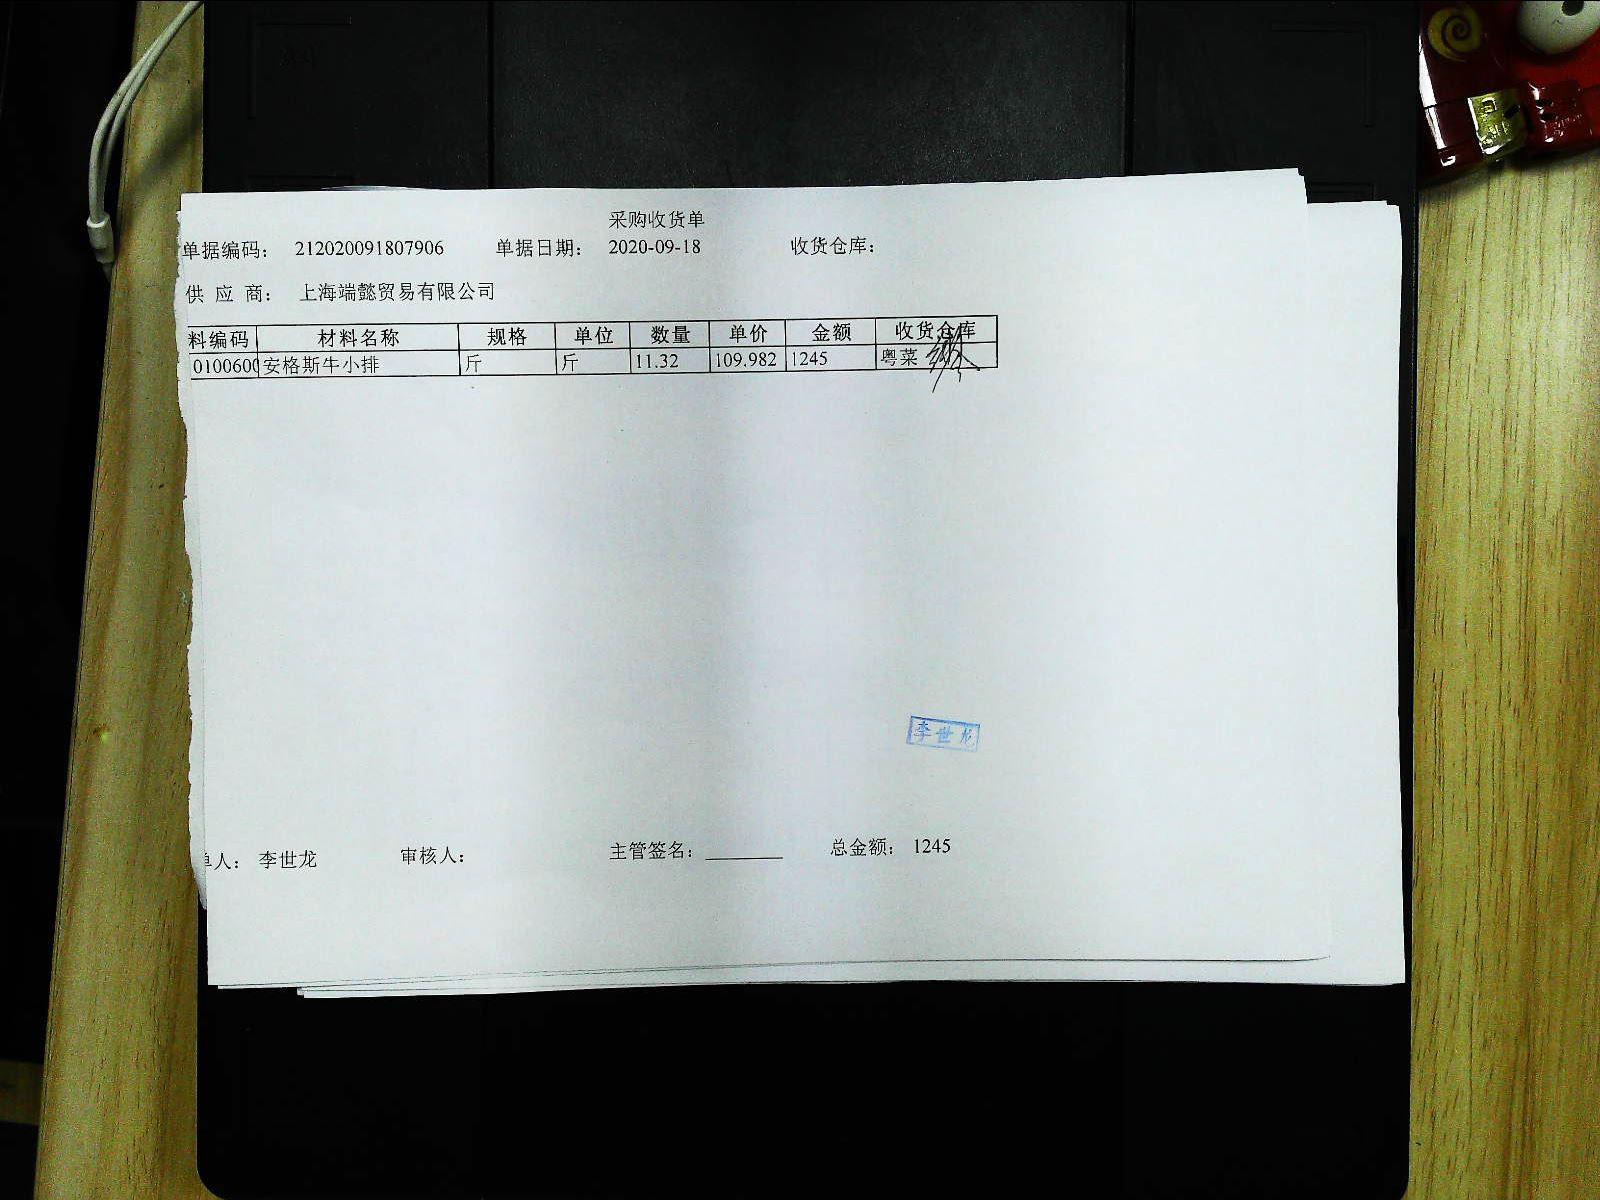 采购收货单
单据编码： 212020091807906 单据日期： 2020-09-18 收货仓库：
供 应 商： 上海端懿贸易有限公司
料编码 材料名称 规格 单位 数量 单价 金额 收货仓库
0100600 安格斯牛小排 斤 斤 11.32 109.982 1245 粤菜
李世龙
单人： 李世龙 审核人： 主管签名： 总金额： 1245